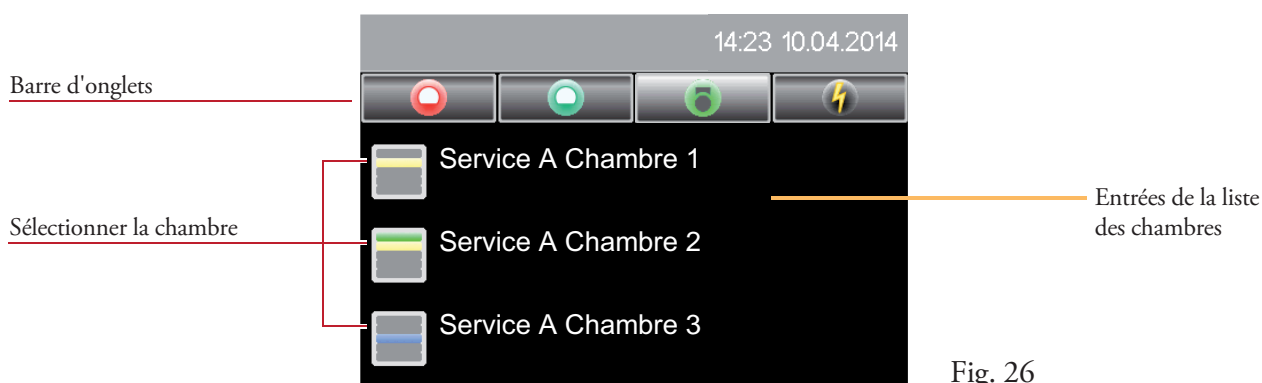 14:23 10.04.2014
Barre d'onglets
Service A Chambre 1
Sélectionner la chambre
Service A Chambre 2
Entrées de la liste
des chambres
Service A Chambre 3
Fig. 26